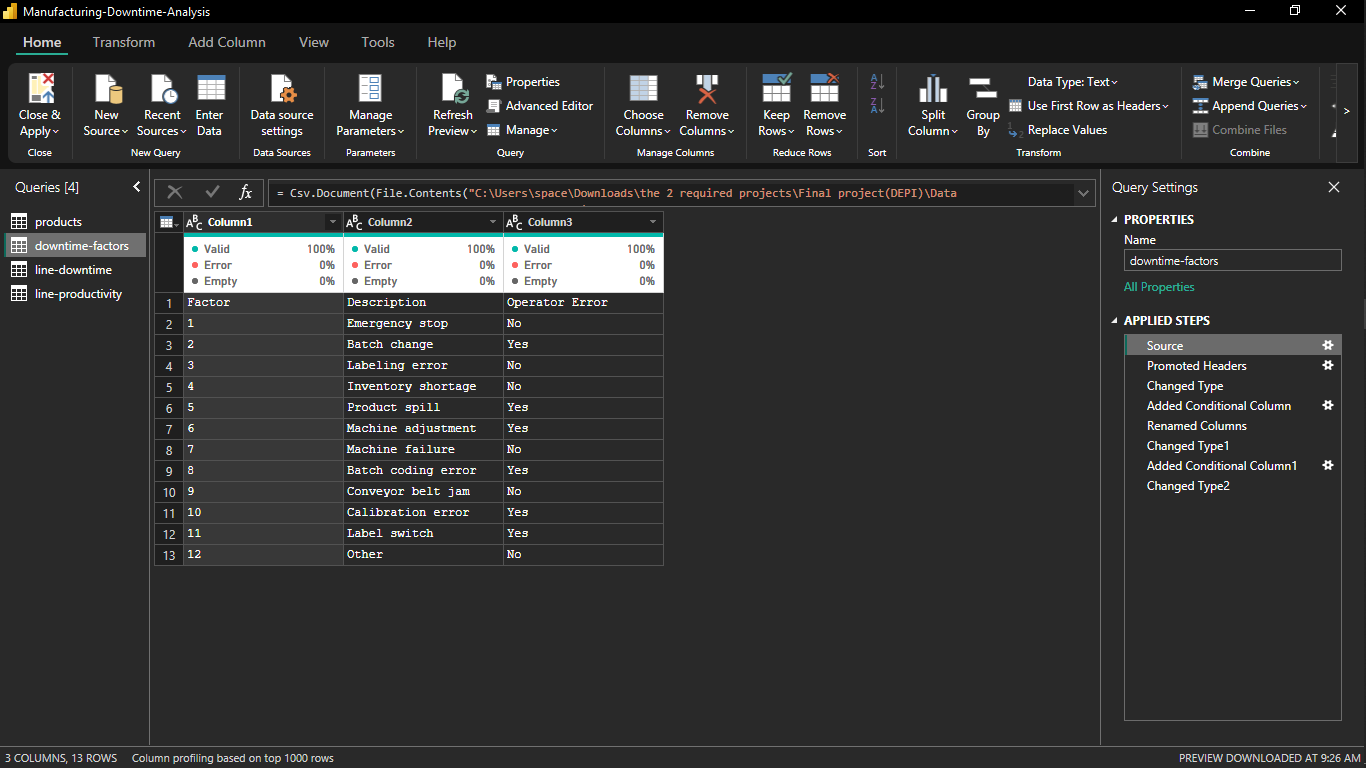 Manufacturing-Downtime-Analysis
Home Transform Add Column View Tools Help
Close & Apply
Close
New Source
Recent Sources
Enter Data
New Query
Data source settings
Data Sources
Manage Parameters
Parameters
Refresh Preview
Properties
Advanced Editor
Manage
Query
Choose Columns
Remove Columns
Manage Columns
Keep Rows
Remove Rows
Reduce Rows
Sort
Split Column
Group By
Data Type: Text
Use First Row as Headers
Replace Values
Transform
Merge Queries
Append Queries
Combine Files
Combine
Queries [4]
products
downtime-factors
line-downtime
line-productivity
fx
= Csv.Document(File.Contents("C:\Users\space\Downloads\the 2 required projects\Final project(DEPI)\Data
Column1 Column2 Column3
Valid 100% Valid 100% Valid 100%
Error 0% Error 0% Error 0%
Empty 0% Empty 0% Empty 0%
1 Factor Description Operator Error
2 1 Emergency stop No
3 2 Batch change Yes
4 3 Labeling error No
5 4 Inventory shortage No
6 5 Product spill Yes
7 6 Machine adjustment Yes
8 7 Machine failure No
9 8 Batch coding error Yes
10 9 Conveyor belt jam No
11 10 Calibration error Yes
12 11 Label switch Yes
13 12 Other No
Query Settings
PROPERTIES
Name
downtime-factors
All Properties
APPLIED STEPS
Source
Promoted Headers
Changed Type
Added Conditional Column
Renamed Columns
Changed Type1
Added Conditional Column1
Changed Type2
3 COLUMNS, 13 ROWS Column profiling based on top 1000 rows
PREVIEW DOWNLOADED AT 9:26 AM